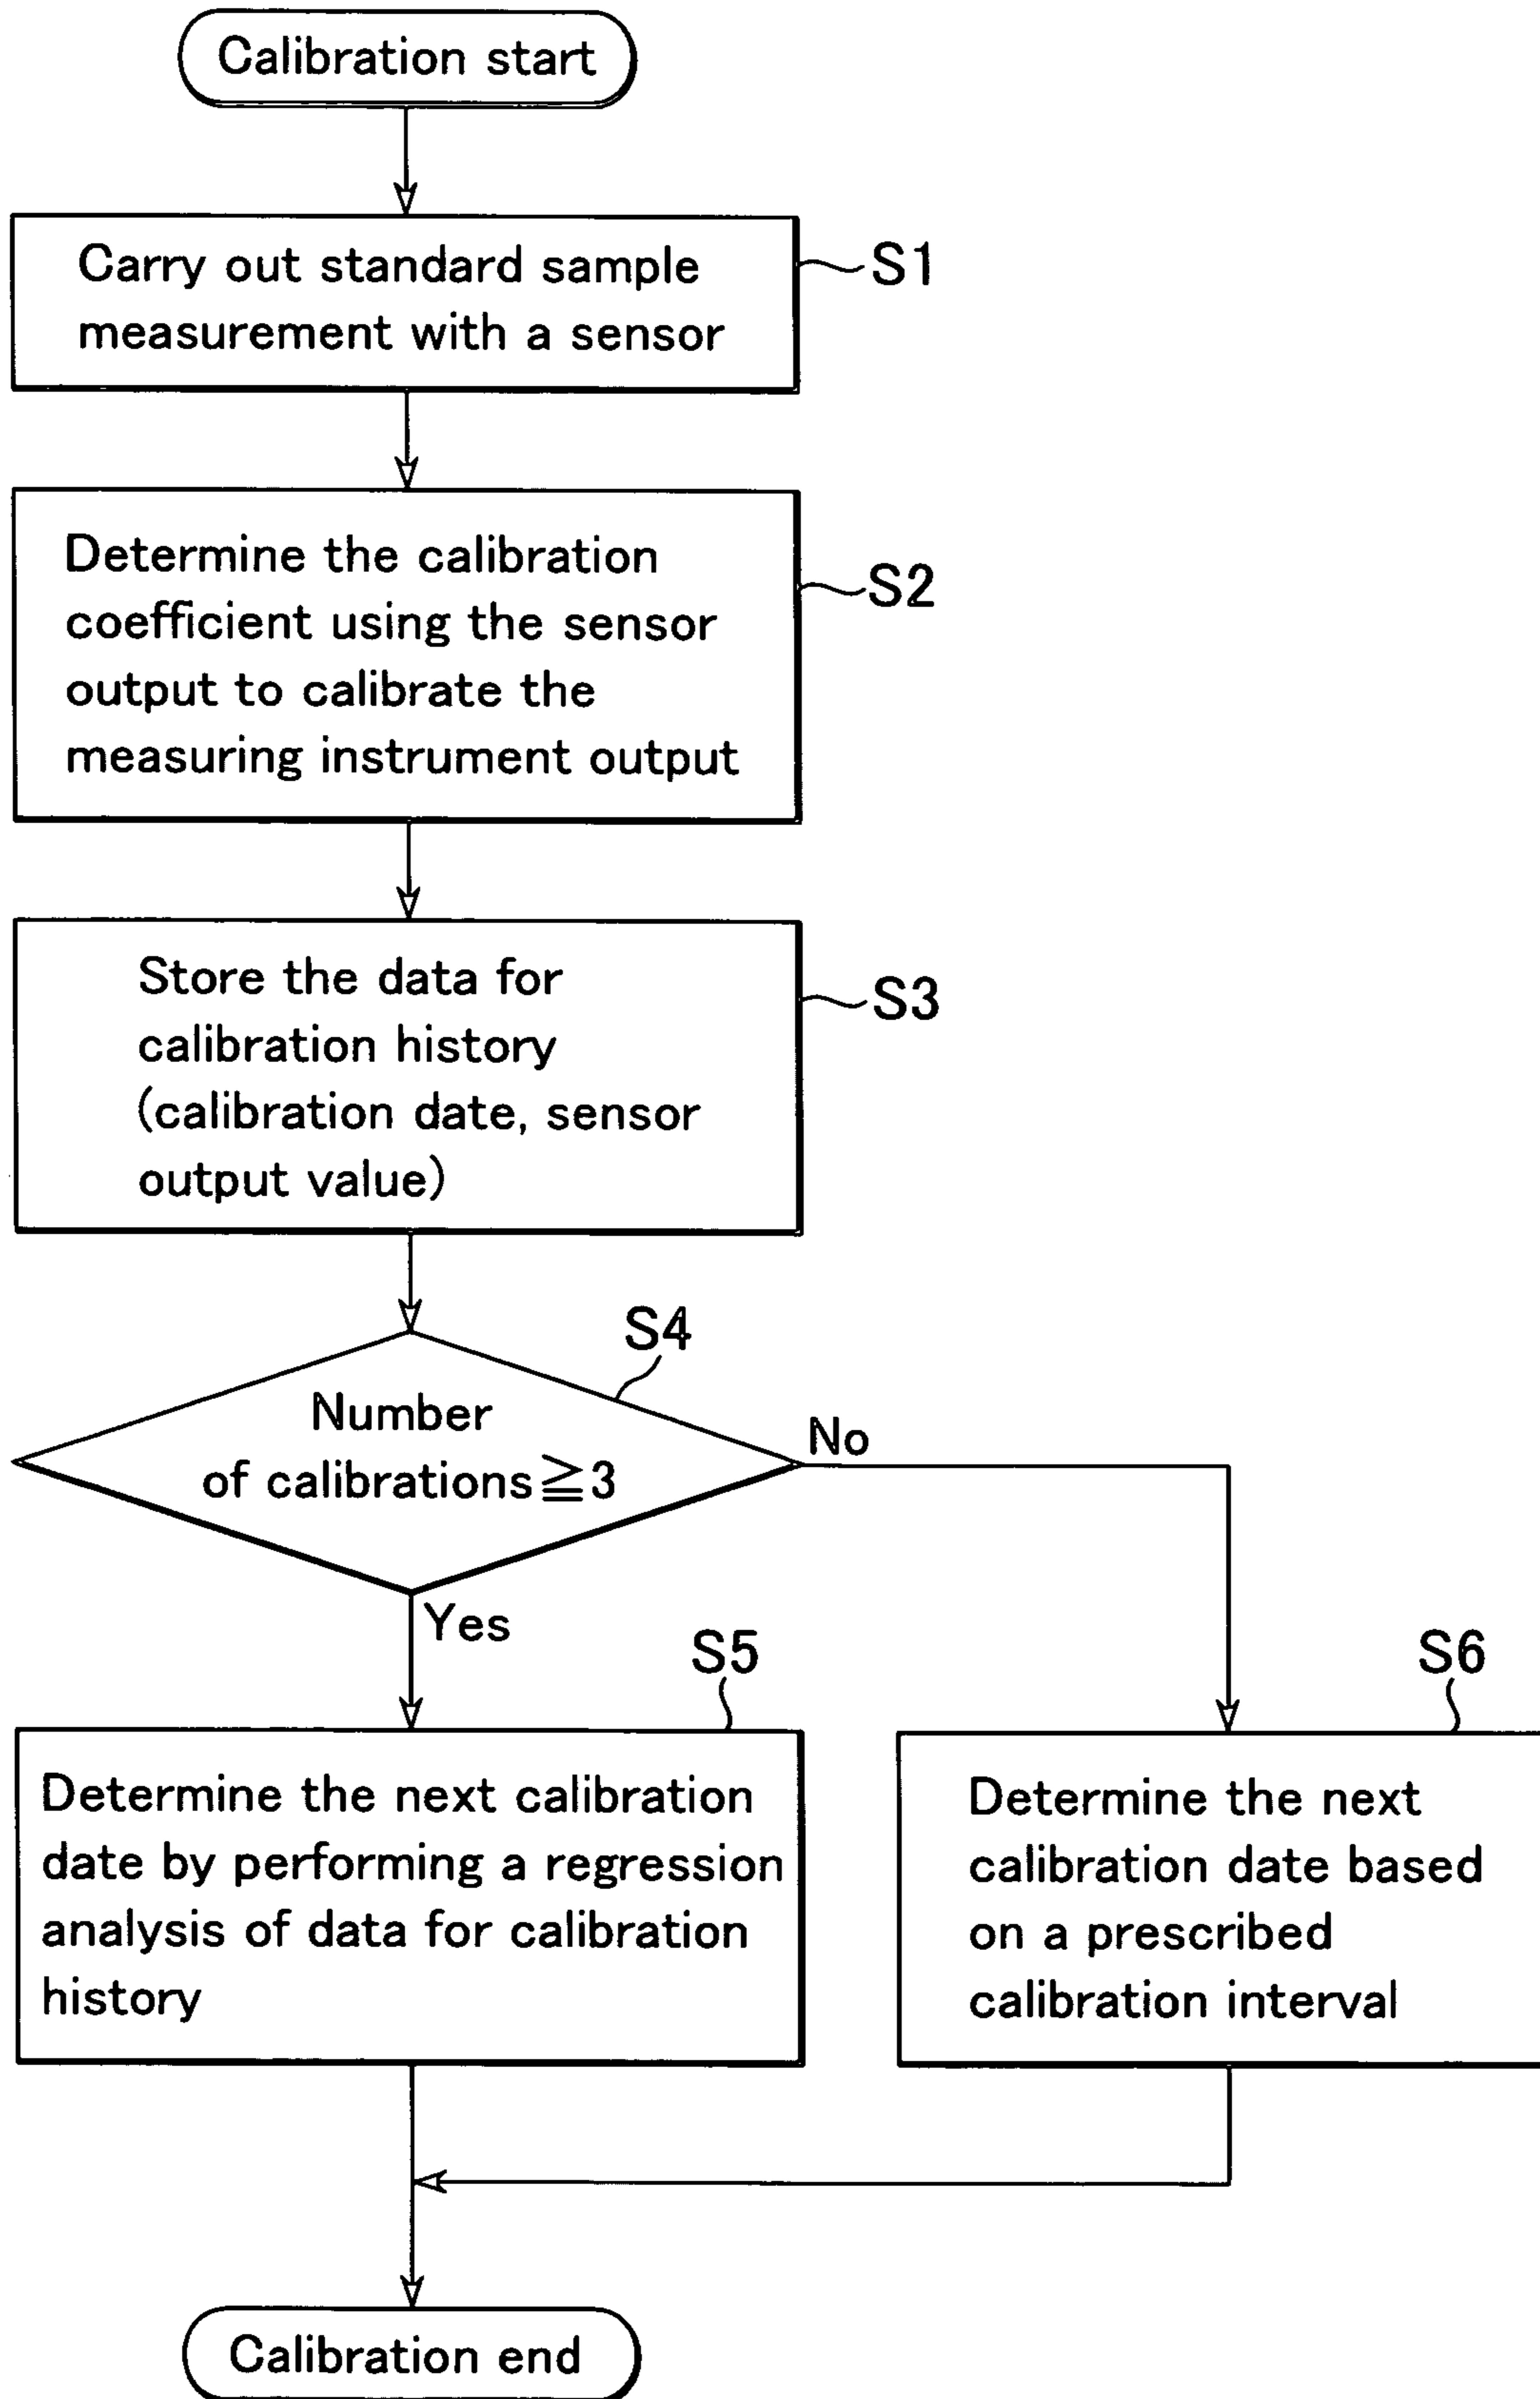 Calibration start
Carry out standard sample
measurement with a sensor
S1
Determine the calibration
coefficient using the sensor
output to calibrate the
measuring instrument output
S2
Store the data for
calibration history
(calibration date, sensor
output value)
S3
S4
Number
of calibrations≧3
No
Yes
S5
Determine the next calibration
date by performing a regression
analysis of data for calibration
history
S6
Determine the next
calibration date based
on a prescribed
calibration interval
Calibration end